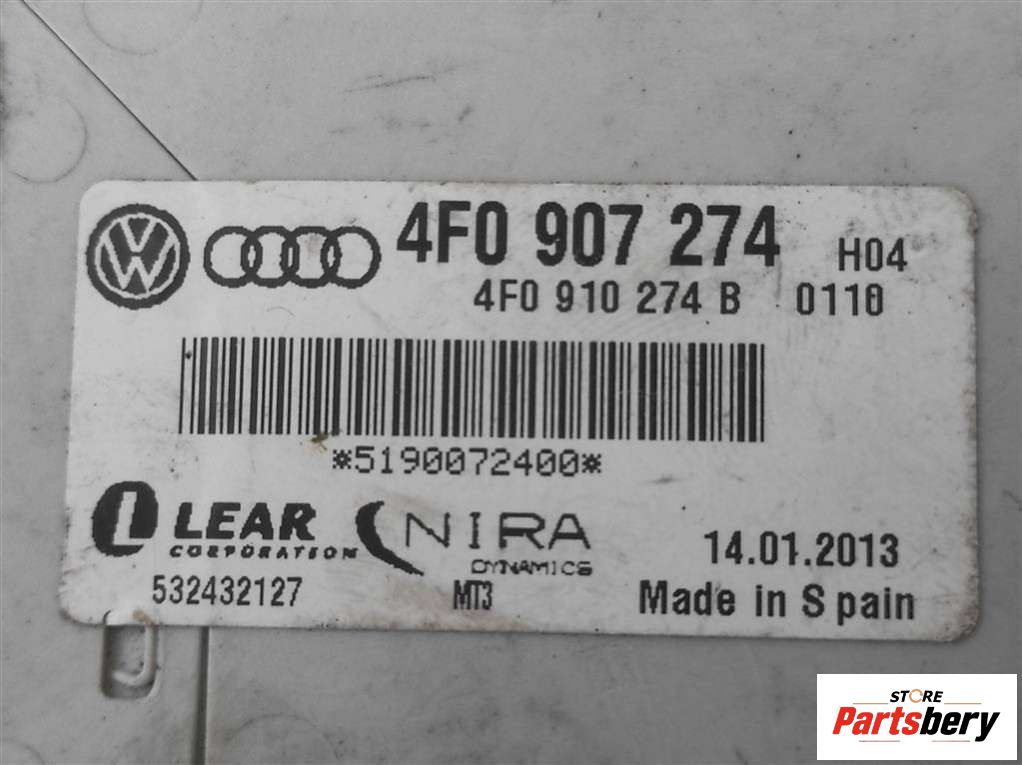 4F0 907 274 H04
4F0 910 274 B 0110
*5190072400*
LEAR
CORPORATION
NIRA
DYNAMICS
14.01.2013
532432127 MT3 Made in Spain
STORE
Partsbery